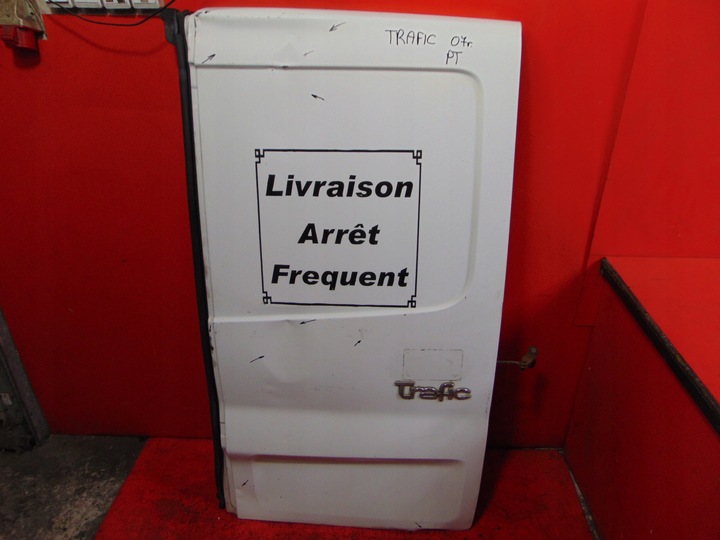 TRAFIC 07r.
PT
Livraison
Arrêt
Frequent
Trafic